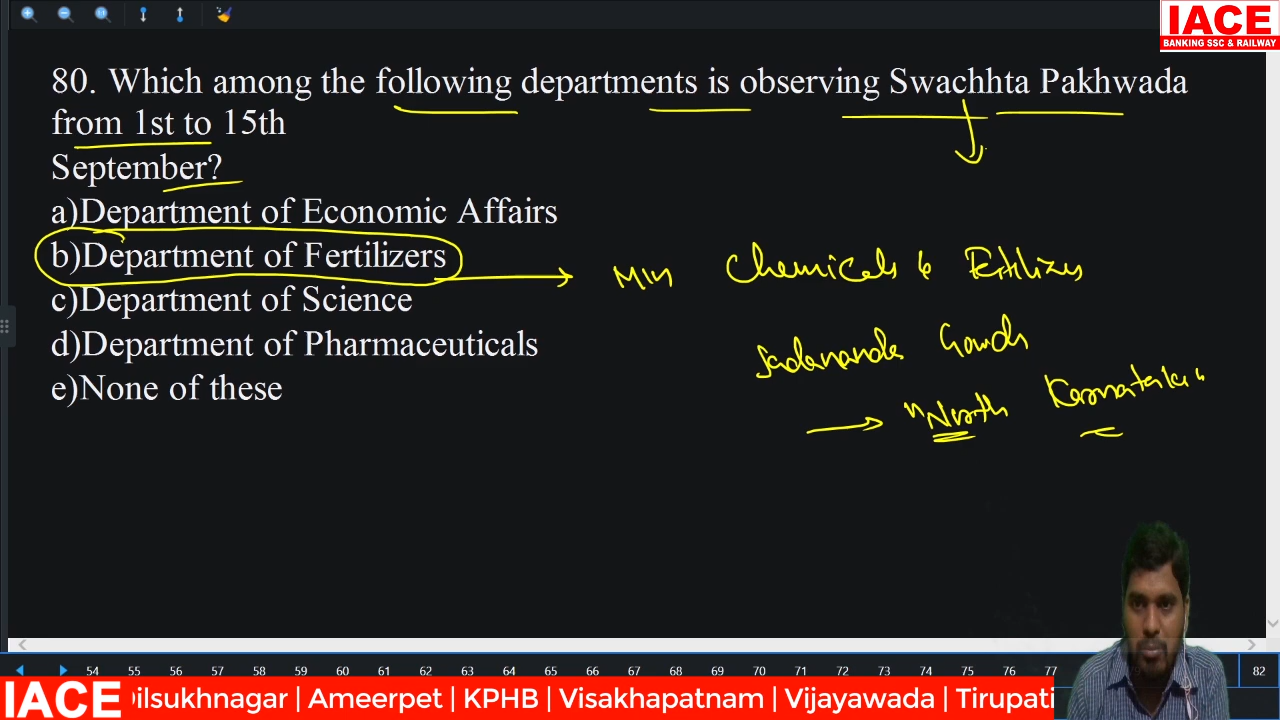 IACE
BANKING SSC & RAILWAY
80. Which among the following departments is observing Swachhta Pakhwada
from 1st to 15th
September?
a)Department of Economic Affairs
b)Department of Fertilizers
Min Chemicals & Fertilizers
c)Department of Science
d)Department of Pharmaceuticals
Sadananda Gowda
e)None of these
"North Karnataka"
54 55 56 57 58 59 60 61 62 63 64 65 66 67 68 69 70 71 72 73 74 75 76 77 82
IACE
ilsukhnagar | Ameerpet | KPHB | Visakhapatnam | Vijayawada | Tirupati